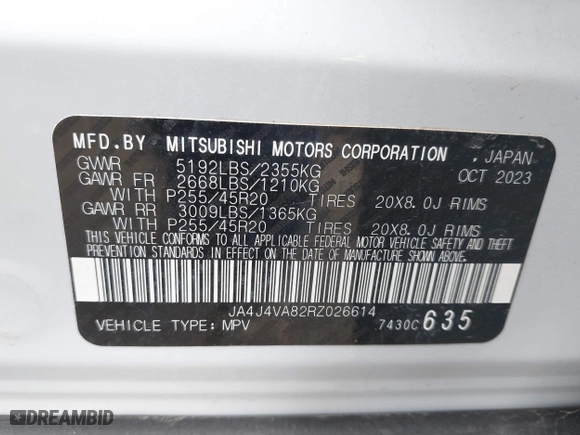 MFD.BY MITSUBISHI MOTORS CORPORATION , JAPAN
GVWR 5192LBS/2355KG OCT 2023
GAWR FR 2668LBS/1210KG
WITH P255/45R20 TIRES 20X8.0J RIMS
GAWR RR 3009LBS/1365KG
WITH P255/45R20 TIRES 20X8.0J RIMS
THIS VEHICLE CONFORMS TO ALL APPLICABLE FEDERAL MOTOR VEHICLE SAFETY AND THEFT
PREVENTION STANDARDS IN EFFECT ON THE DATE OF MANUFACTURE SHOWN ABOVE.
JA4J4VA82RZ026614
VEHICLE TYPE: MPV 7430C 635
DREAMBID